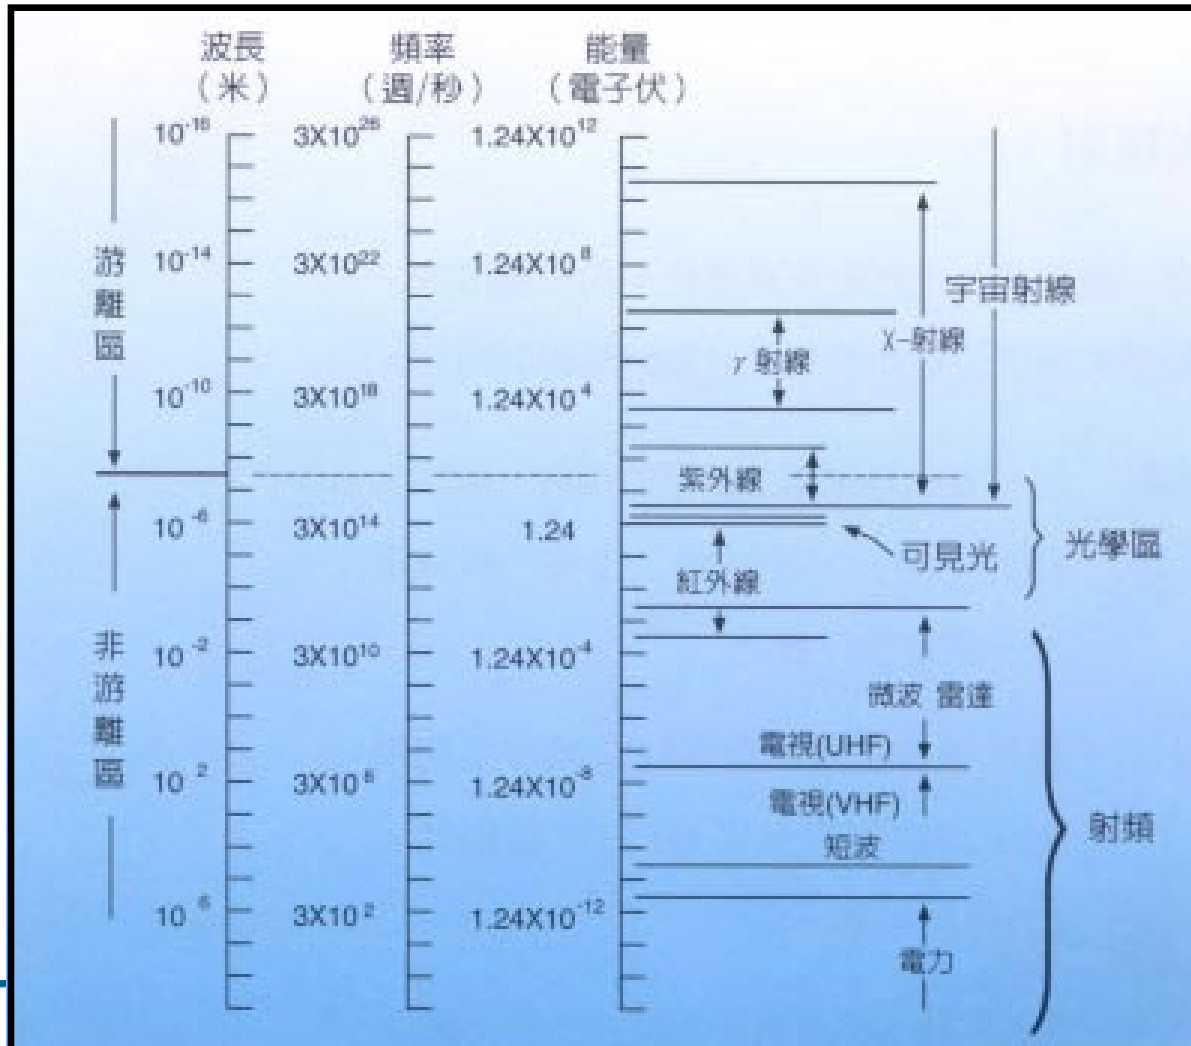 波長 頻率 能量
（米） （週/秒） （電子伏）
10⁻¹⁸ 3X10²⁶ 1.24X10¹²
宇宙射線
X-射線
游離區
10⁻¹⁴ 3X10²² 1.24X10⁸
γ 射線
10⁻¹⁰ 3X10¹⁸ 1.24X10⁴
紫外線
10⁻⁶ 3X10¹⁴ 1.24
可見光
光學區
紅外線
非游離區
10⁻² 3X10¹⁰ 1.24X10⁻⁴
微波 雷達
電視(UHF)
10² 3X10⁶ 1.24X10⁻⁸
電視(VHF)
短波
射頻
10⁶ 3X10² 1.24X10⁻¹²
電力